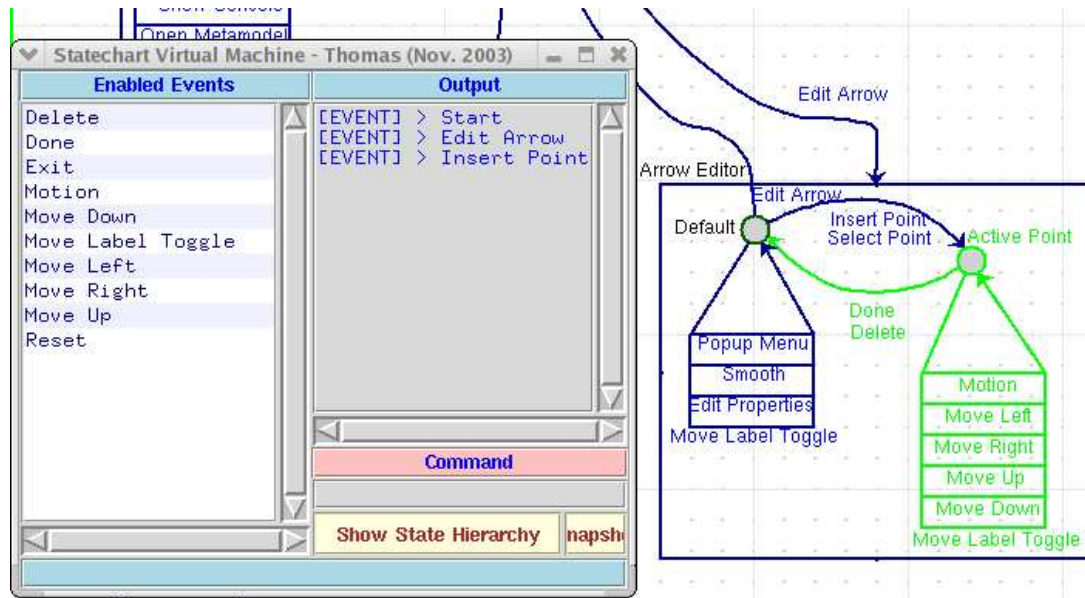 Show Controls
Open Metamodel
Statechart Virtual Machine - Thomas (Nov. 2003)
Enabled Events
Delete
Done
Exit
Motion
Move Down
Move Label Toggle
Move Left
Move Right
Move Up
Reset
Output
[EVENT] > Start
[EVENT] > Edit Arrow
[EVENT] > Insert Point
Command
Show State Hierarchy
napsh
Edit Arrow
Arrow Editor
Edit Arrow
Default
Insert Point
Select Point
Active Point
Done
Delete
Popup Menu
Smooth
Edit Properties
Move Label Toggle
Motion
Move Left
Move Right
Move Up
Move Down
Move Label Toggle